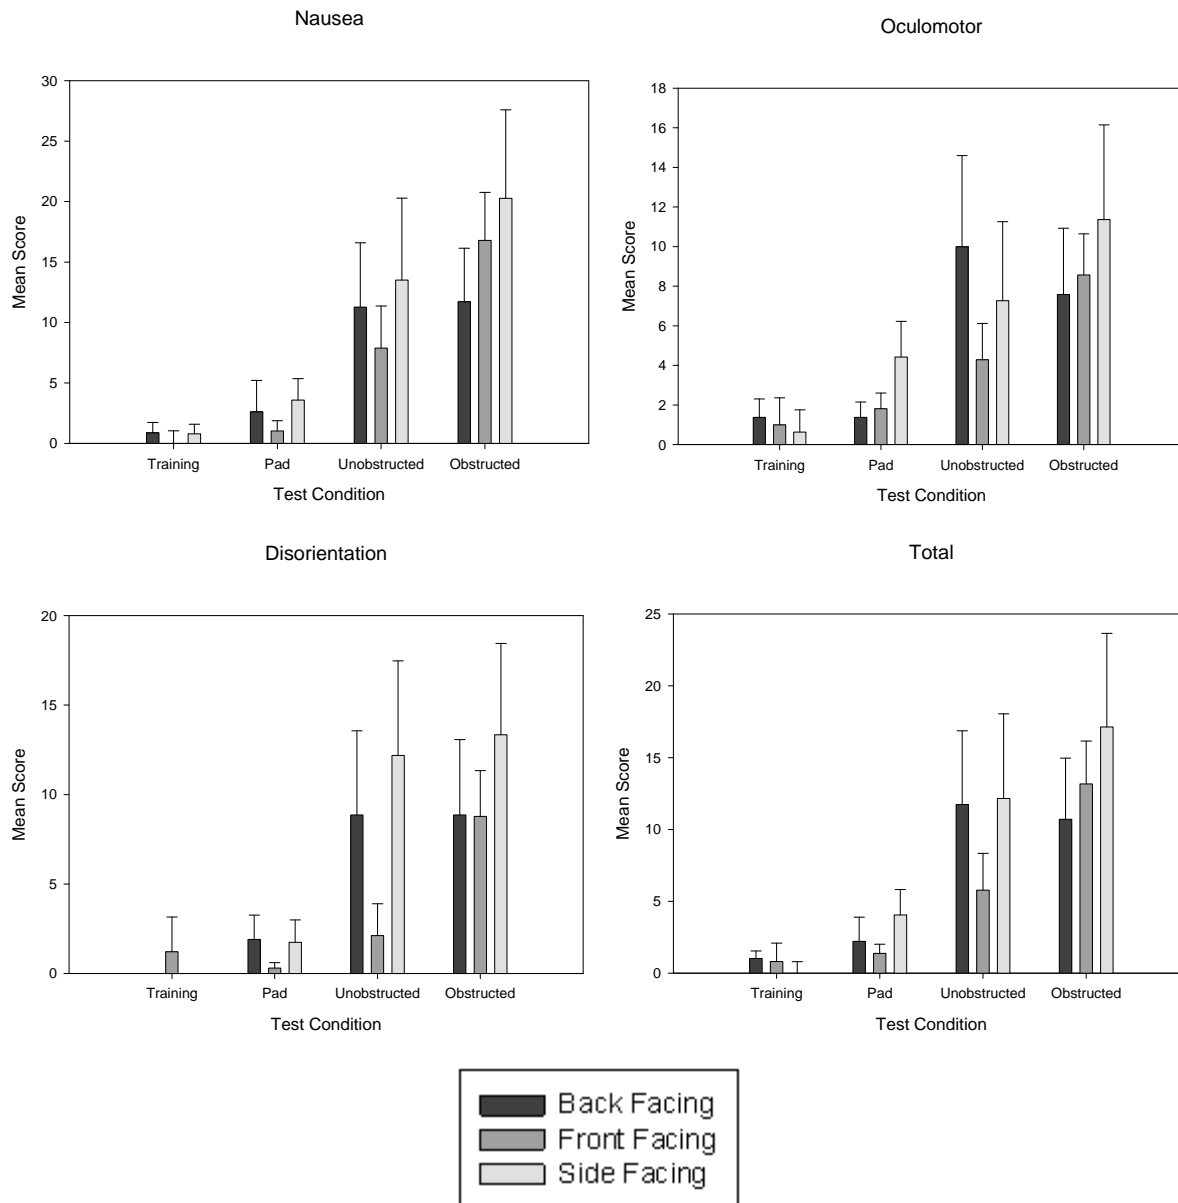 Nausea
30
25
20
15
10
5
0
Mean Score
Training Pad Unobstructed Obstructed
Test Condition
Oculomotor
18
16
14
12
10
8
6
4
2
0
Mean Score
Training Pad Unobstructed Obstructed
Test Condition
Disorientation
20
15
10
5
0
Mean Score
Training Pad Unobstructed Obstructed
Test Condition
Total
25
20
15
10
5
0
Mean Score
Training Pad Unobstructed Obstructed
Test Condition
Back Facing
Front Facing
Side Facing